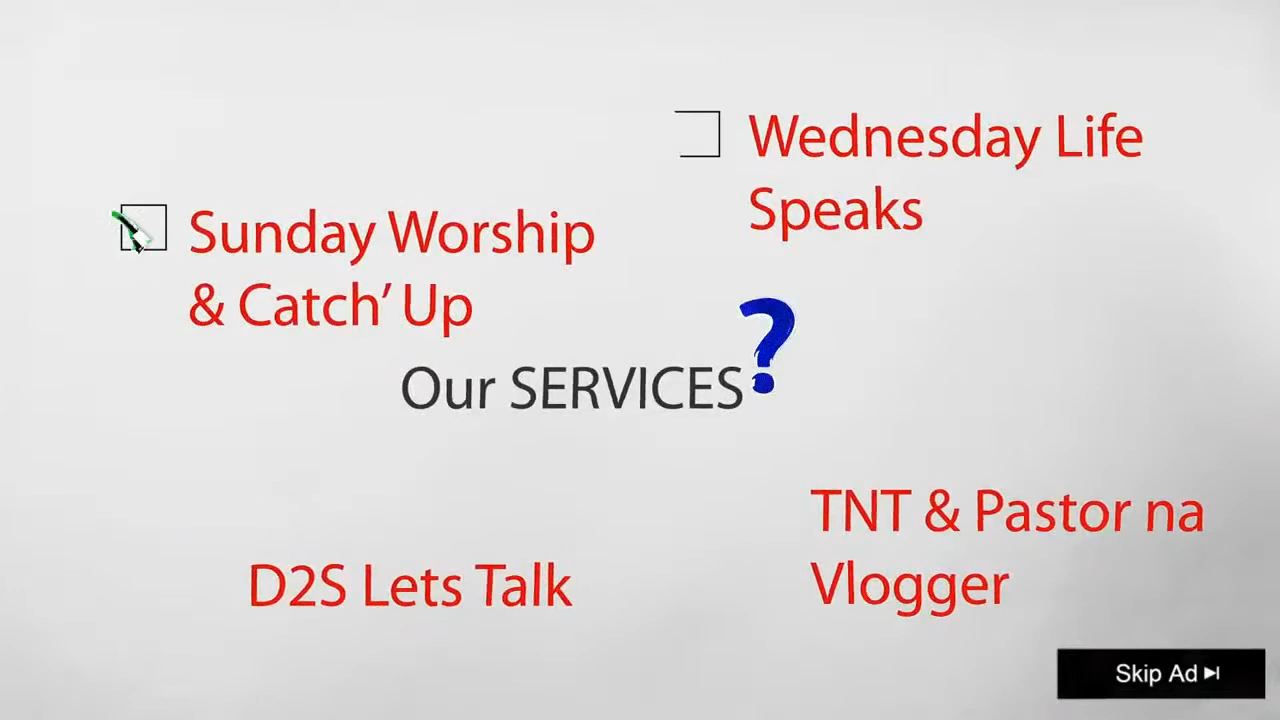 Wednesday Life
Speaks
Sunday Worship
& Catch’ Up
Our SERVICES?
TNT & Pastor na
Vlogger
D2S Lets Talk
Skip Ad